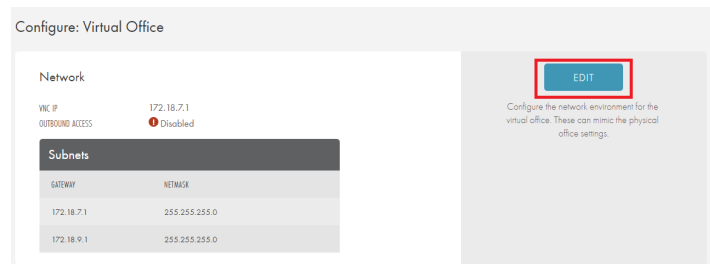 Configure: Virtual Office
Network
VNC IP 172.18.7.1
OUTBOUND ACCESS Disabled
Subnets
GATEWAY NETMASK
172.18.7.1 255.255.255.0
172.18.9.1 255.255.255.0
EDIT
Configure the network environment for the
virtual office. These can mimic the physical
office settings.